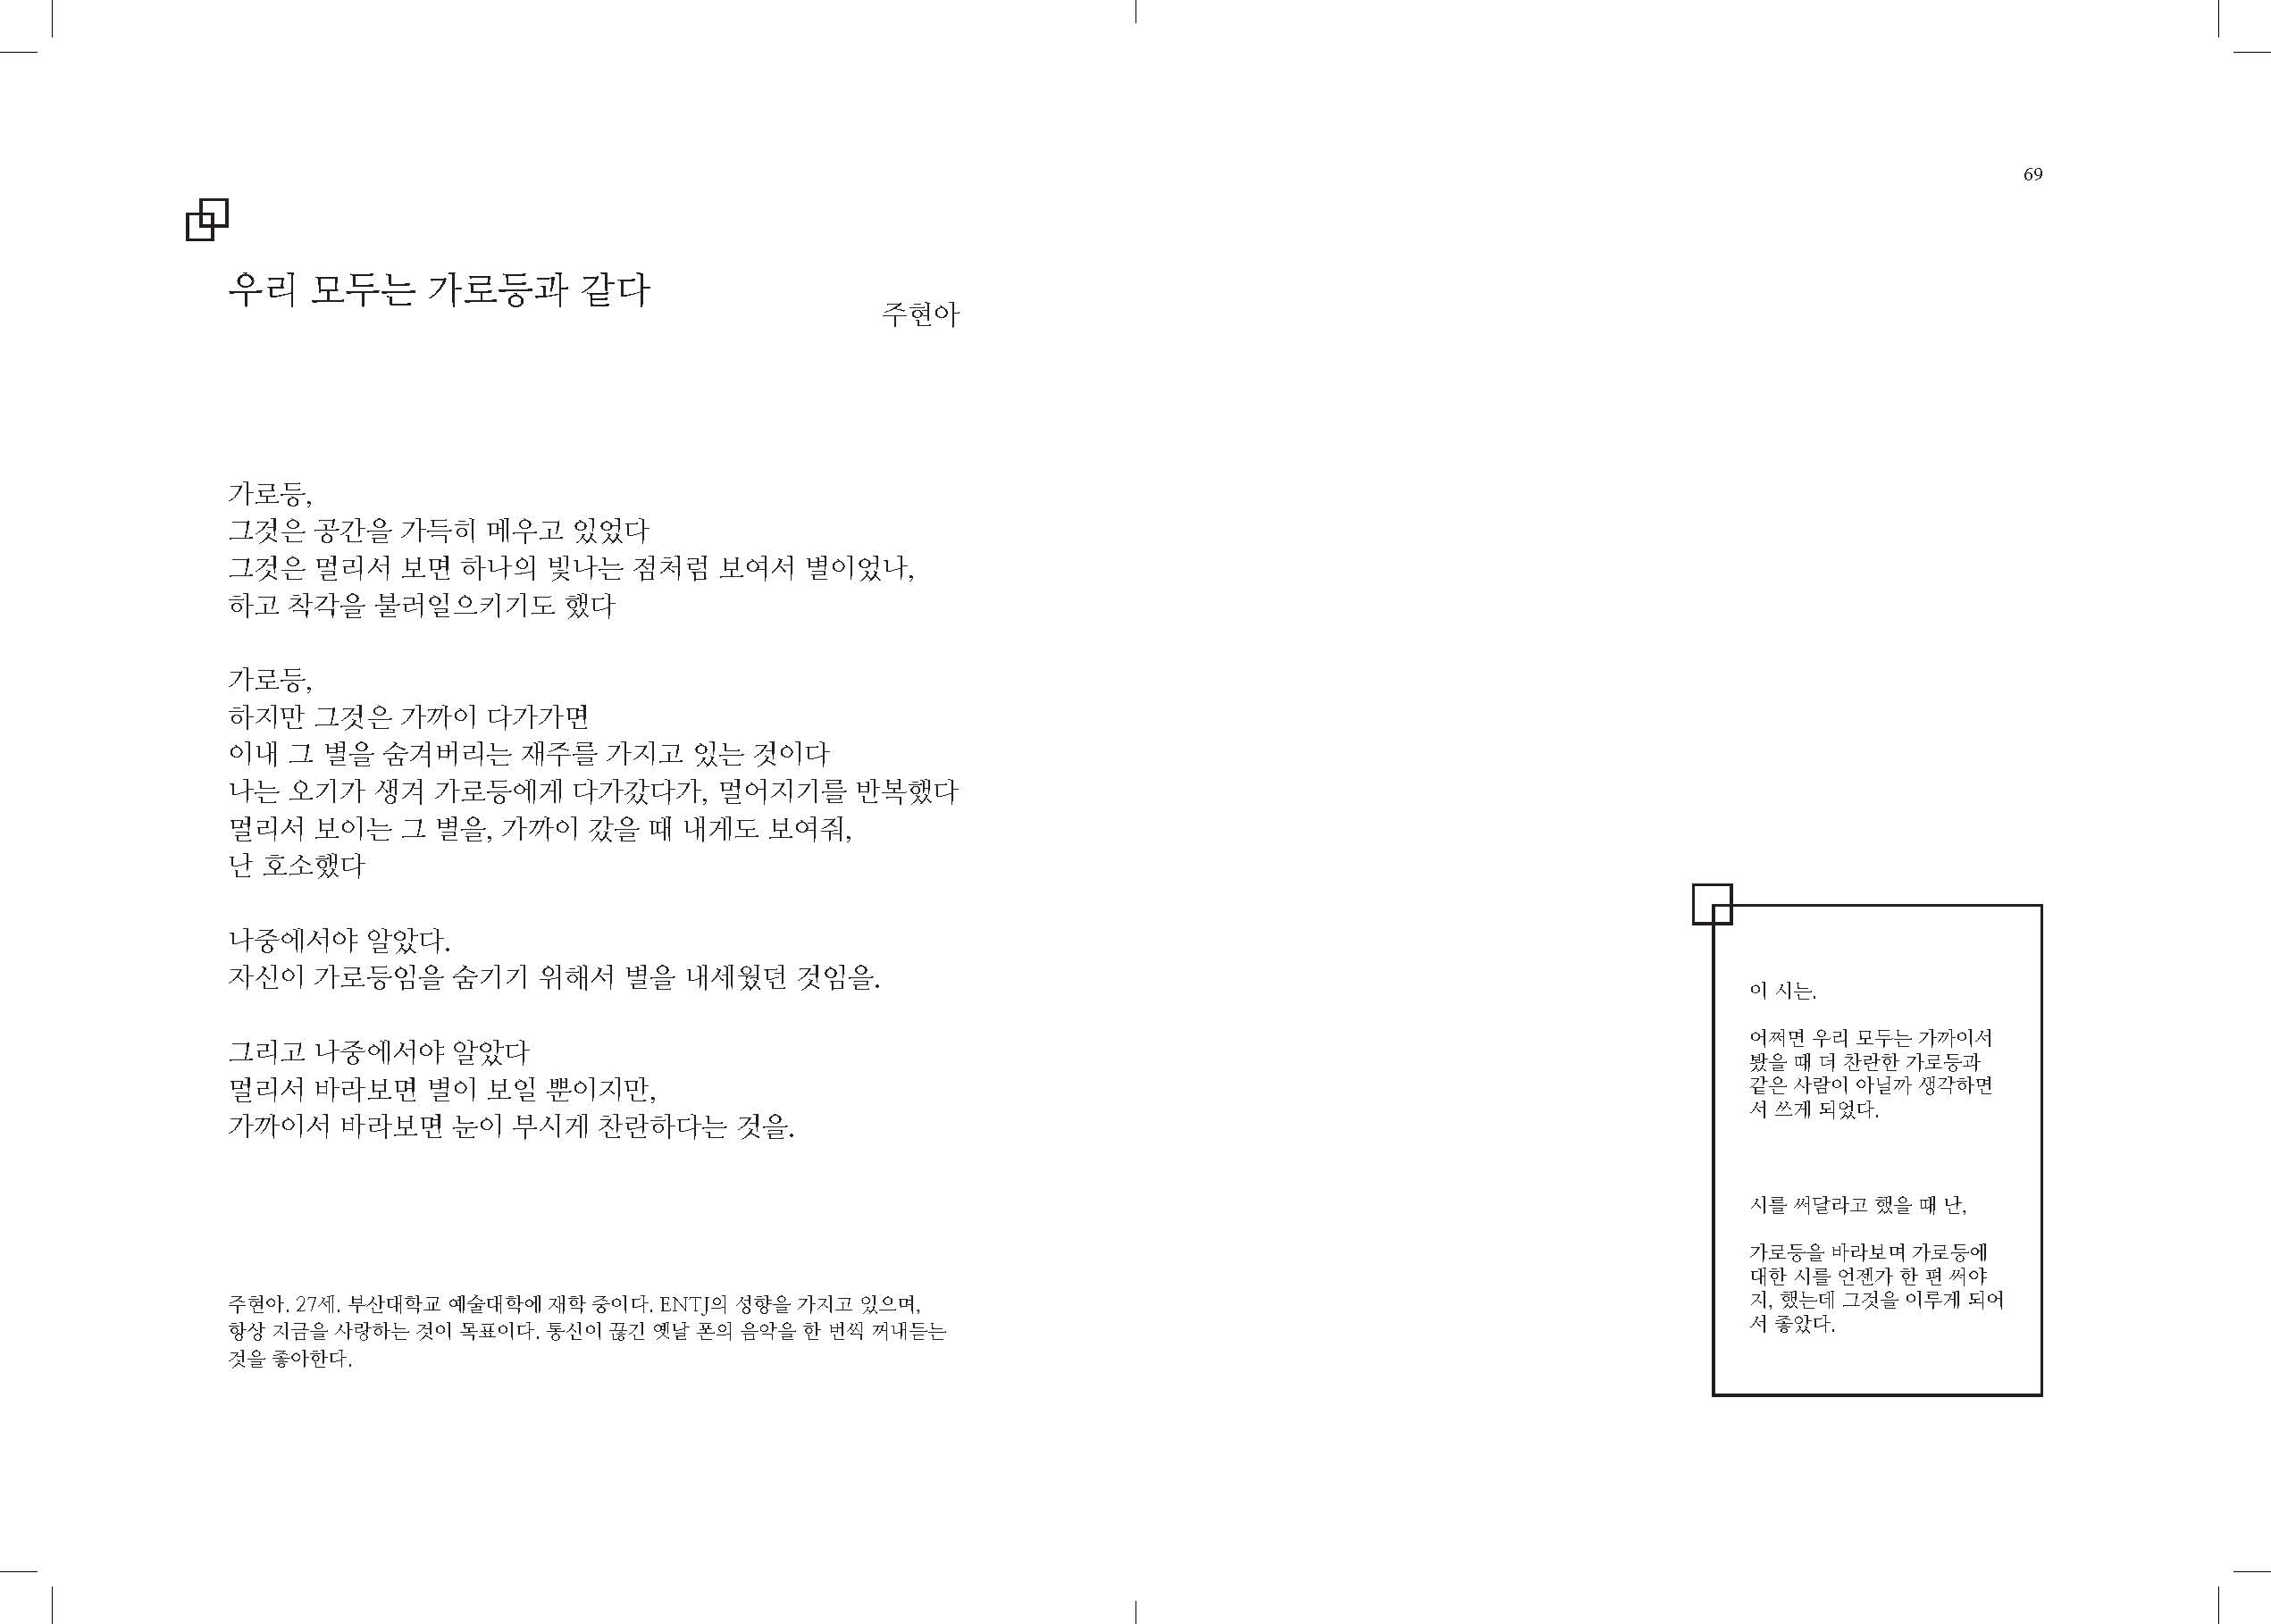 69
우리 모두는 가로등과 같다
주현아
가로등,
그것은 공간을 가득히 메우고 있었다
그것은 멀리서 보면 하나의 빛나는 점처럼 보여서 별이었나,
하고 착각을 불러일으키기도 했다
가로등,
하지만 그것은 가까이 다가가면
이내 그 별을 숨겨버리는 재주를 가지고 있는 것이다
나는 오기가 생겨 가로등에게 다가갔다가, 멀어지기를 반복했다
멀리서 보이는 그 별을, 가까이 갔을 때 내게도 보여줘,
난 호소했다
나중에서야 알았다.
자신이 가로등임을 숨기기 위해서 별을 내세웠던 것임을.
그리고 나중에서야 알았다
멀리서 바라보면 별이 보일 뿐이지만,
가까이서 바라보면 눈이 부시게 찬란하다는 것을.
주현아. 27세. 부산대학교 예술대학에 재학 중이다. ENTJ의 성향을 가지고 있으며,
항상 지금을 사랑하는 것이 목표이다. 통신이 끊긴 옛날 폰의 음악을 한 번씩 꺼내듣는
것을 좋아한다.
이 시는.
어쩌면 우리 모두는 가까이서
봤을 때 더 찬란한 가로등과
같은 사람이 아닐까 생각하면
서 쓰게 되었다.
시를 써달라고 했을 때 난,
가로등을 바라보며 가로등에
대한 시를 언젠가 한 편 써야
지, 했는데 그것을 이루게 되어
서 좋았다.